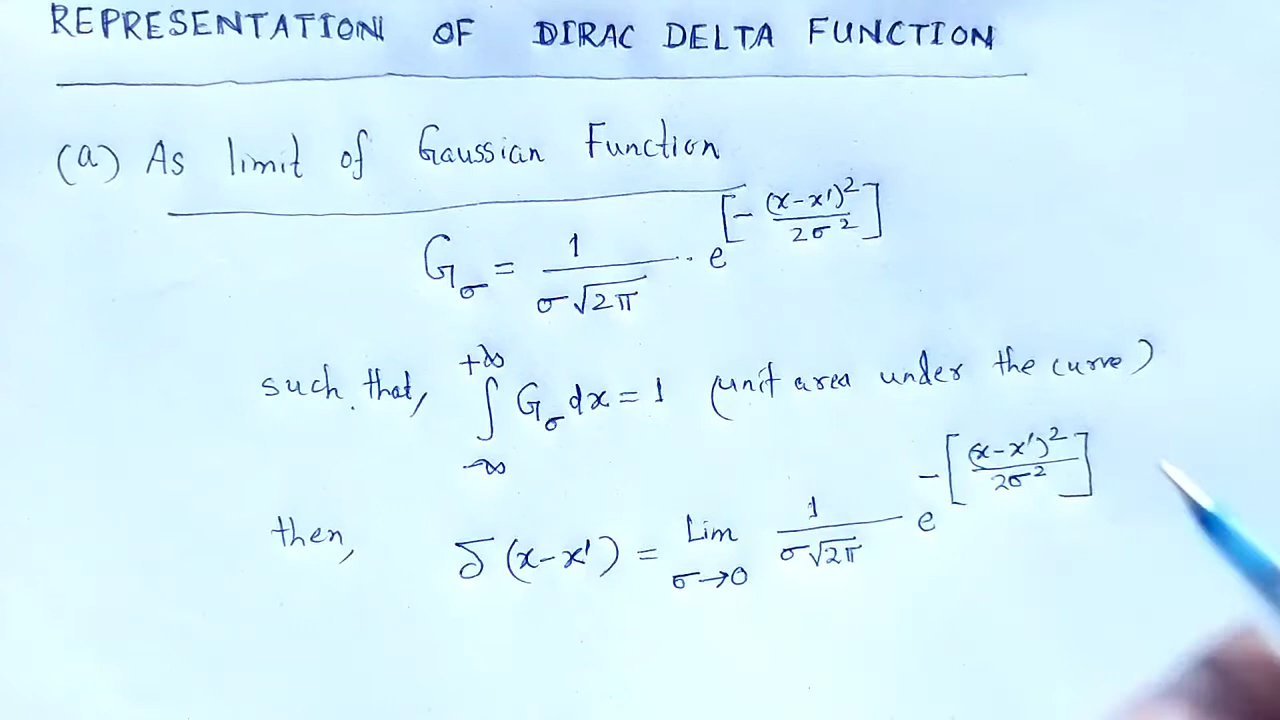 REPRESENTATION OF DIRAC DELTA FUNCTION
(a) As limit of Gaussian Function
G_σ = 1/(σ√2π) · e^[-(x-x')²/2σ²]
such that, ∫_{-∞}^{+∞} G_σ dx = 1 (unit area under the curve)
then, δ(x-x') = Lim_{σ→0} 1/(σ√2π) e^-[(x-x')²/2σ²]